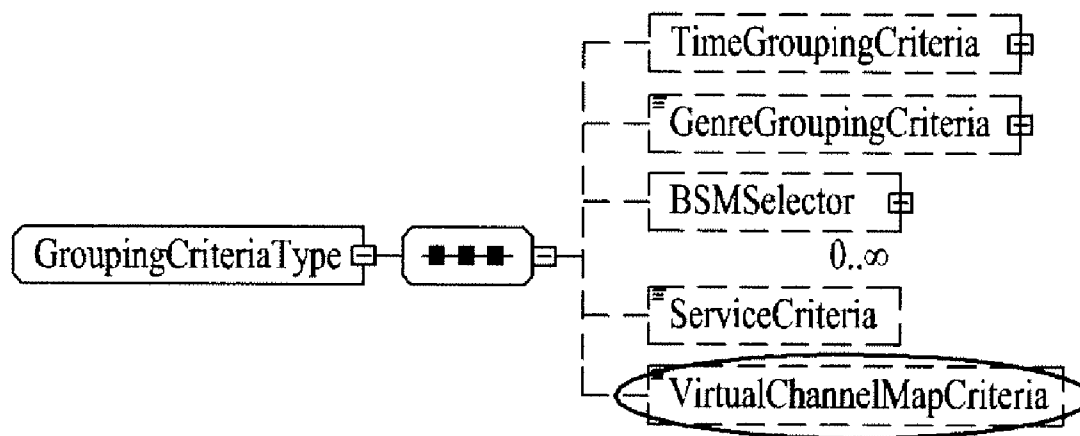 TimeGroupingCriteria
GenreGroupingCriteria
BSMSelector
0..∞
GroupingCriteriaType
ServiceCriteria
VirtualChannelMapCriteria